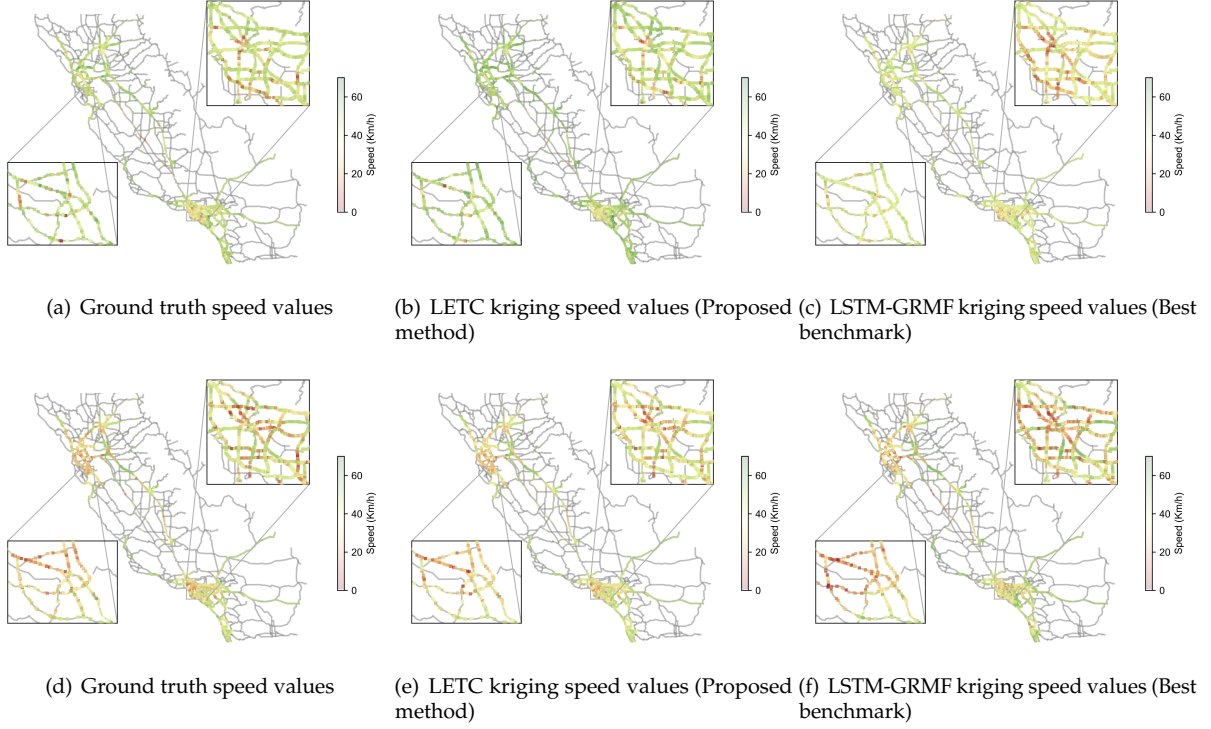 60
40
20
0
Speed (Km/h)
60
40
20
0
Speed (Km/h)
60
40
20
0
Speed (Km/h)
(a) Ground truth speed values
(b) LETC kriging speed values (Proposed
method)
(c) LSTM-GRMF kriging speed values (Best
benchmark)
60
40
20
0
Speed (Km/h)
60
40
20
0
Speed (Km/h)
60
40
20
0
Speed (Km/h)
(d) Ground truth speed values
(e) LETC kriging speed values (Proposed
method)
(f) LSTM-GRMF kriging speed values (Best
benchmark)